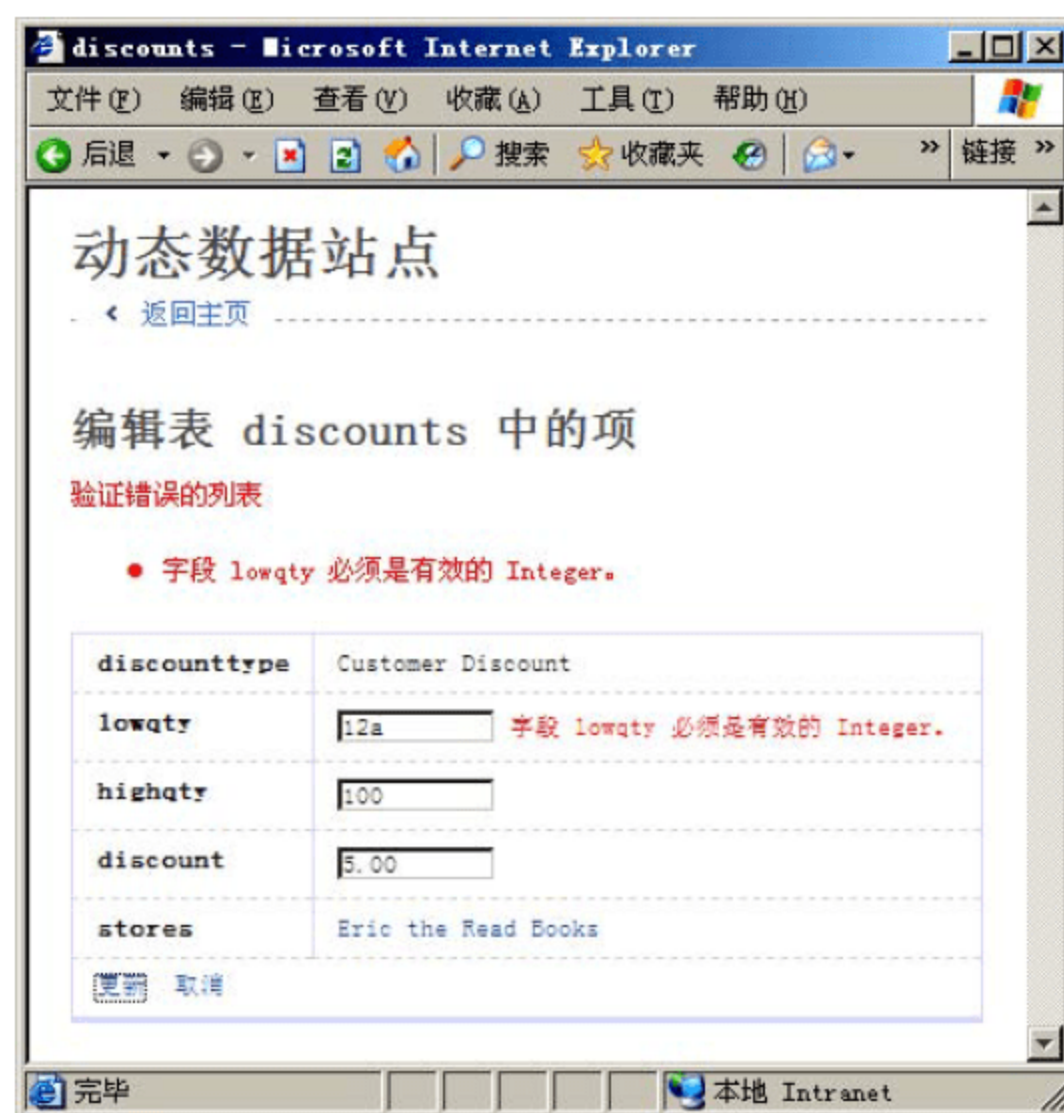 discounts - Microsoft Internet Explorer
文件(F) 编辑(E) 查看(V) 收藏(A) 工具(T) 帮助(H)
后退 搜索 收藏夹 » 链接 »
动态数据站点
返回主页
编辑表 discounts 中的项
验证错误的列表
● 字段 lowqty 必须是有效的 Integer。
discounttype Customer Discount
lowqty 12a 字段 lowqty 必须是有效的 Integer.
highqty 100
discount 5.00
stores Eric the Read Books
更新 取消
完毕 本地 Intranet